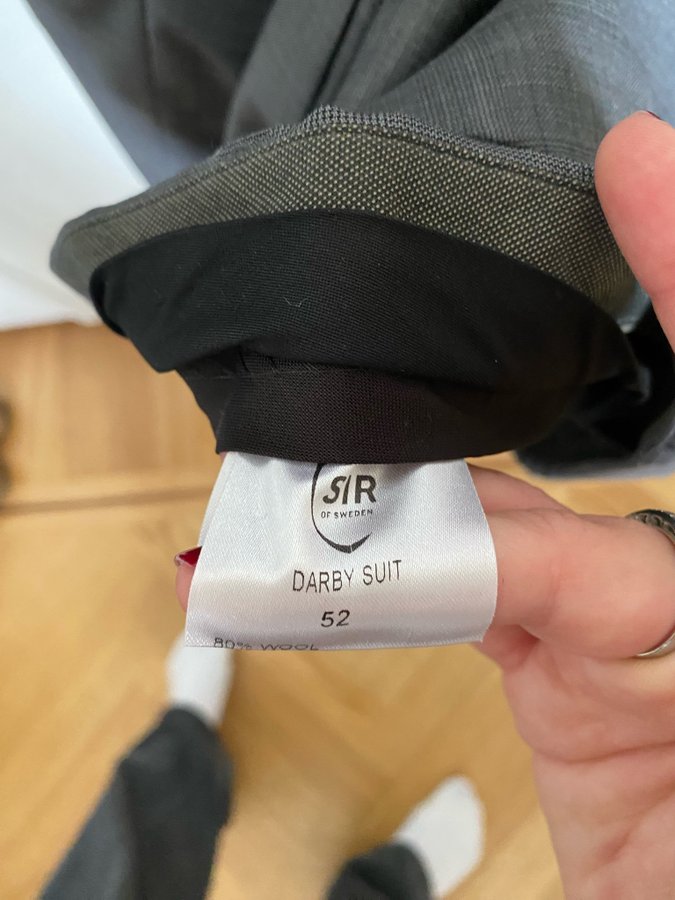 SIR
OF SWEDEN
DARBY SUIT
52
80% WOOL